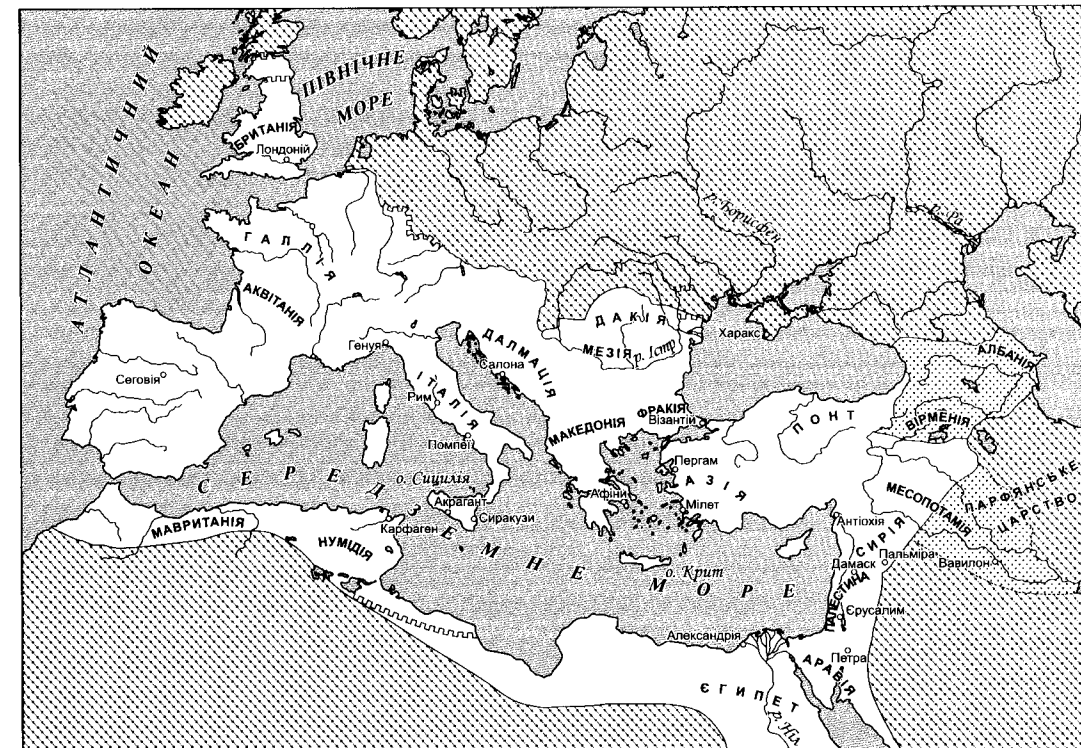 АТЛАНТИЧНИЙ
ОКЕАН
ПІВНІЧНЕ
МОРЕ
БРИТАНІЯ
Лондоній
ГАЛЛІЯ
АКВІТАНІЯ
р. Борисфен
р. Ра
ДАКІЯ
МЕЗІЯ
р. Істр
Харакс
АЛБАНІЯ
ВІРМЕНІЯ
ПОНТ
Генуя
ДАЛМАЦІЯ
Салона
Сеговія
ІТАЛІЯ
Рим
Помпеї
МАКЕДОНІЯ
ФРАКІЯ
Візантій
Пергам
АЗІЯ
Афіни
Мілет
МЕСОПОТАМІЯ
ПАРФЯНСЬКЕ
ЦАРСТВО
о. Сицилія
Акрагант
Сиракузи
Карфаген
СЕРЕДЗЕМНЕ МОРЕ
МАВРИТАНІЯ
НУМІДІЯ
о. Крит
Антіохія
СИРІЯ
Пальміра
Дамаск
Вавилон
ПАЛЕСТИНА
Єрусалим
Александрія
Петра
АРАВІЯ
ЄГИПЕТ
р. Ніл